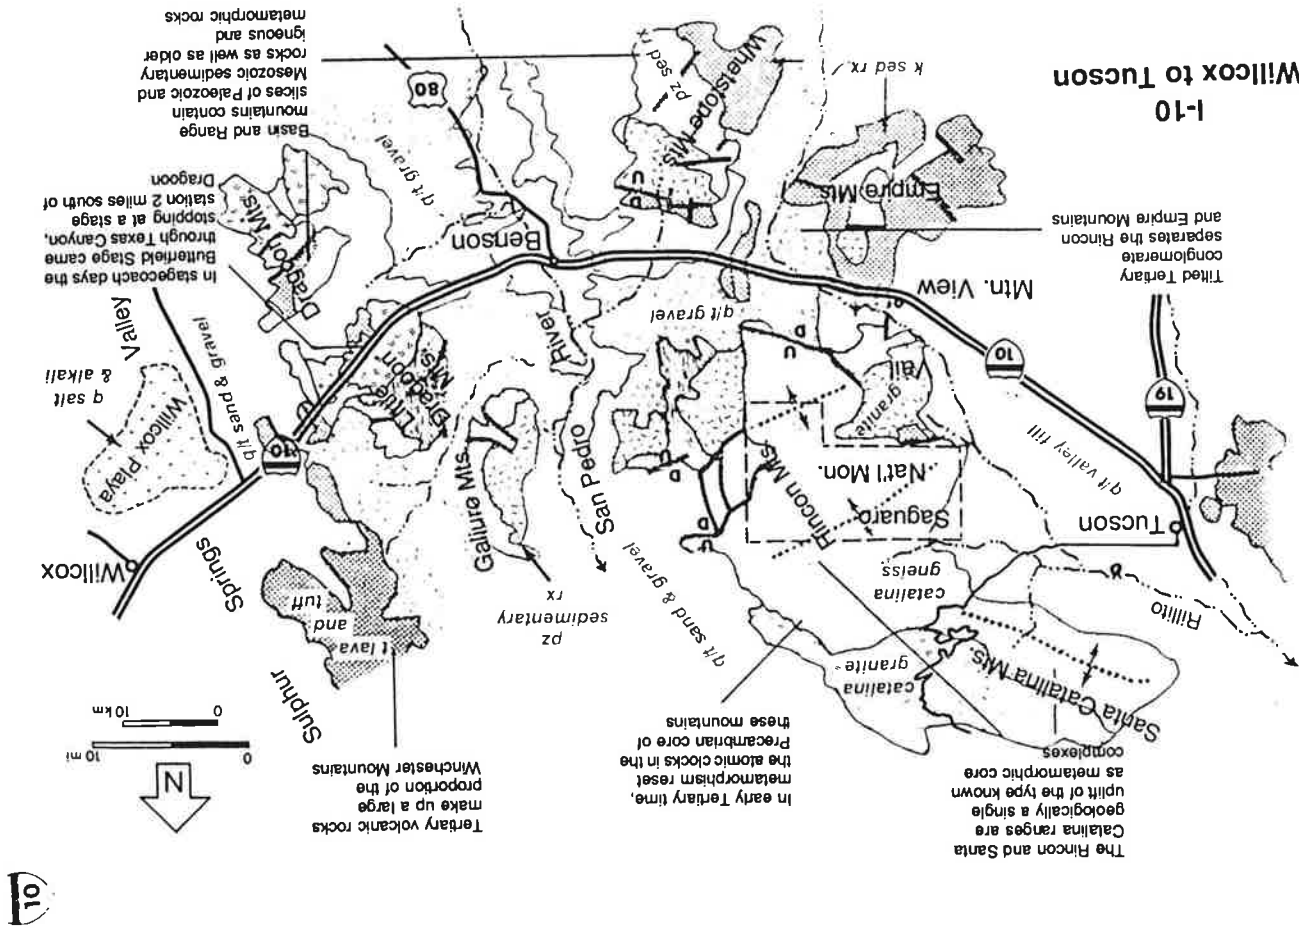 10
The Rincon and Santa
Catalina ranges are
geologically a single
uplift of the type known
as metamorphic core
complexes
In early Tertiary time,
metamorphism reset
the atomic clocks in the
Precambrian core of
these mountains
Tertiary volcanic rocks
make up a large
proportion of the
Winchester Mountains
N
0
10 mi
0
10 km
Santa Catalina Mts.
catalina
granite
catalina
gneiss
Rillito
R
Tucson
Saguaro
Nat'l Mon.
Rincon Mts.
q/t sand & gravel
pz
sedimentary
rx
Sulphur
Springs
Valley
t lava
and
tuff
Willcox
Willcox Playa
q salt
& alkali
q/t sand & gravel
U
D
U
D
San Pedro
River
Galiuro Mts.
Little
Dragoon
Mts.
10
19
10
q/t valley fill
Vail
granite
U
D
q/t gravel
Mtn. View
Benson
Tilted Tertiary
conglomerate
separates the Rincon
and Empire Mountains
Empire Mts.
k sed rx
D
U
Whetstone Mts.
pz sed rx
q/t gravel
80
Dragoon Mts.
In stagecoach days the
Butterfield Stage came
through Texas Canyon,
stopping at a stage
station 2 miles south of
Dragoon
Basin and Range
mountains contain
slices of Paleozoic and
Mesozoic sedimentary
rocks as well as older
igneous and
metamorphic rocks
I-10
Willcox to Tucson